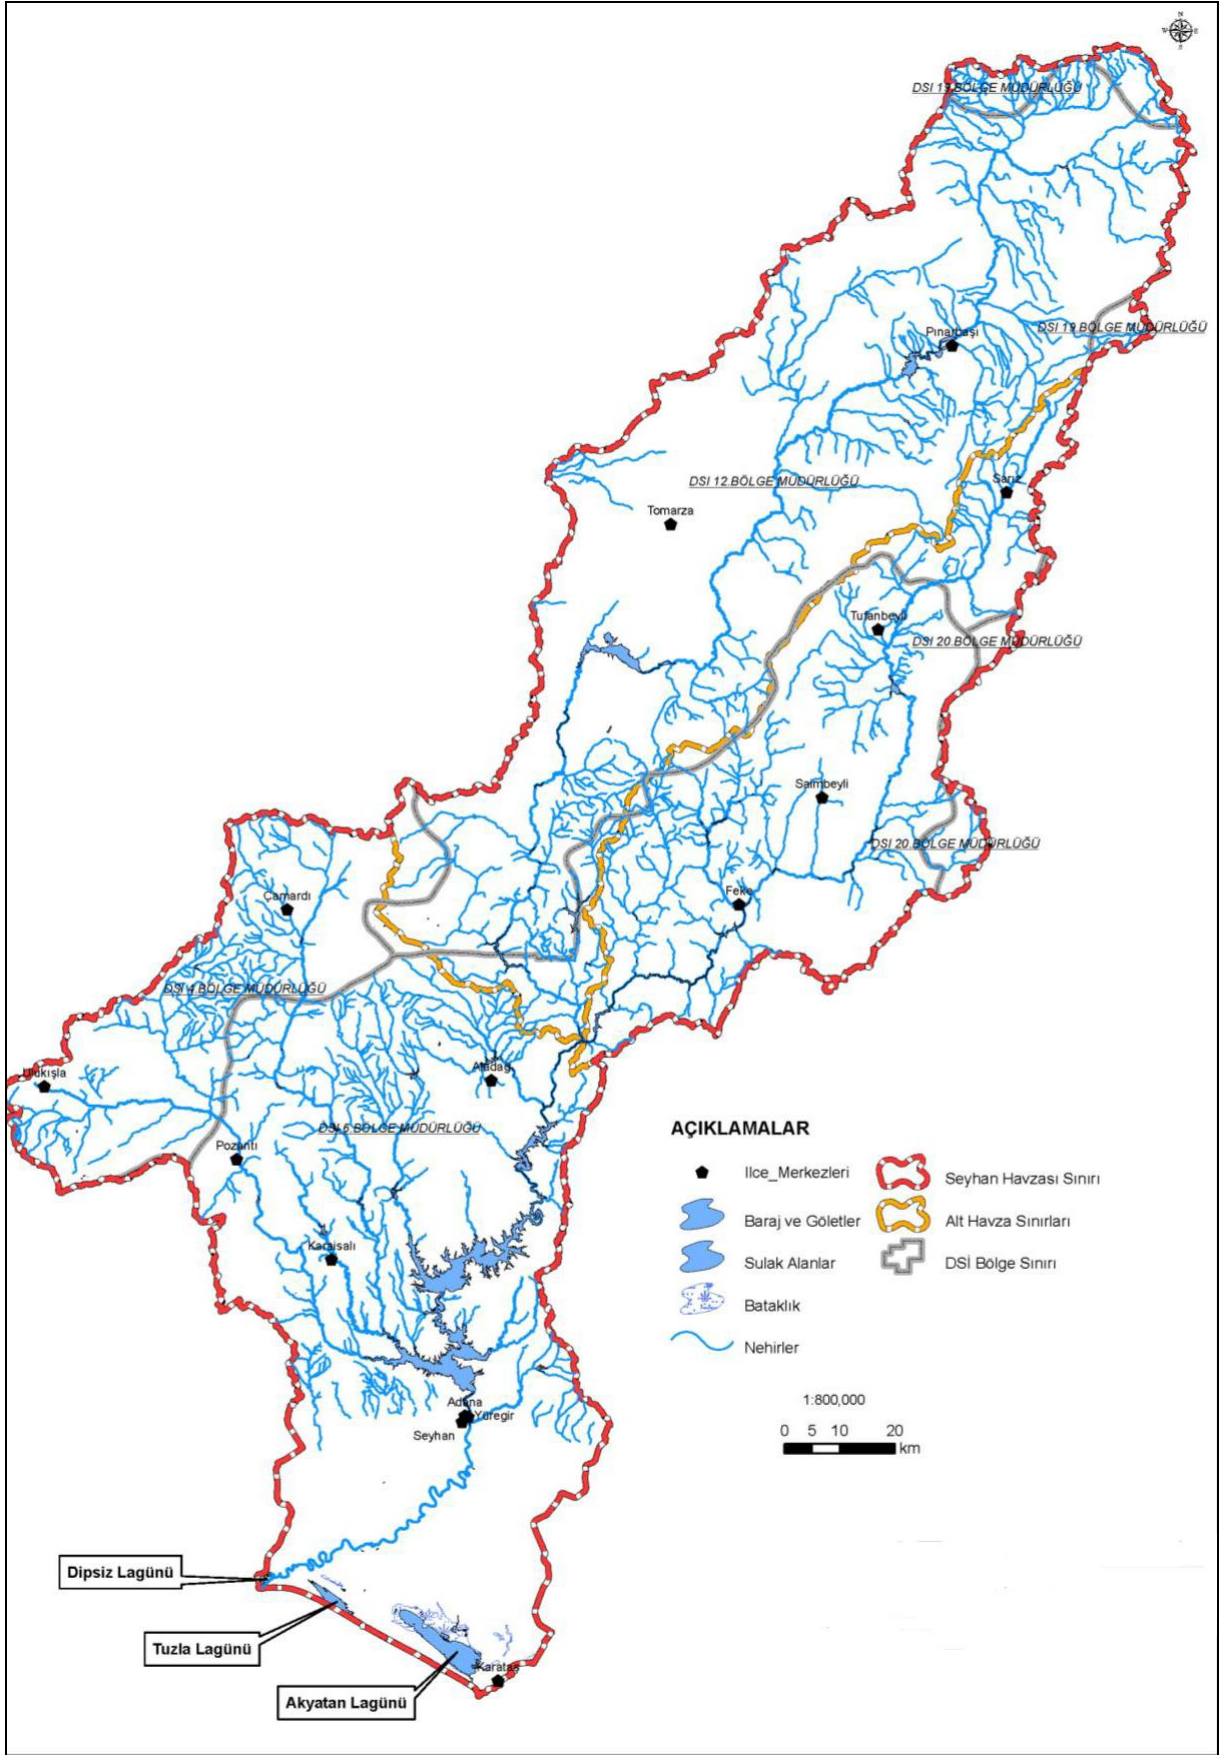 N
W E
S
DSI 19.BÖLGE MÜDÜRLÜĞÜ
DSI 19.BÖLGE MÜDÜRLÜĞÜ
Pınarbaşı
DSI 12.BÖLGE MÜDÜRLÜĞÜ
Sarız
Tomarza
Tufanbeyli
DSI 20.BÖLGE MÜDÜRLÜĞÜ
Saimbeyli
DSI 20.BÖLGE MÜDÜRLÜĞÜ
Feke
Çamardı
DSI 4.BÖLGE MÜDÜRLÜĞÜ
Ulukışla
Aladağ
DSI 6.BÖLGE MÜDÜRLÜĞÜ
Pozantı
Karaisalı
AÇIKLAMALAR
Ilce_Merkezleri
Seyhan Havzası Sınırı
Baraj ve Göletler
Alt Havza Sınırları
Sulak Alanlar
DSİ Bölge Sınırı
Bataklık
Nehirler
1:800,000
0 5 10 20
km
Adana
Yüregir
Seyhan
Dipsiz Lagünü
Tuzla Lagünü
Karataş
Akyatan Lagünü